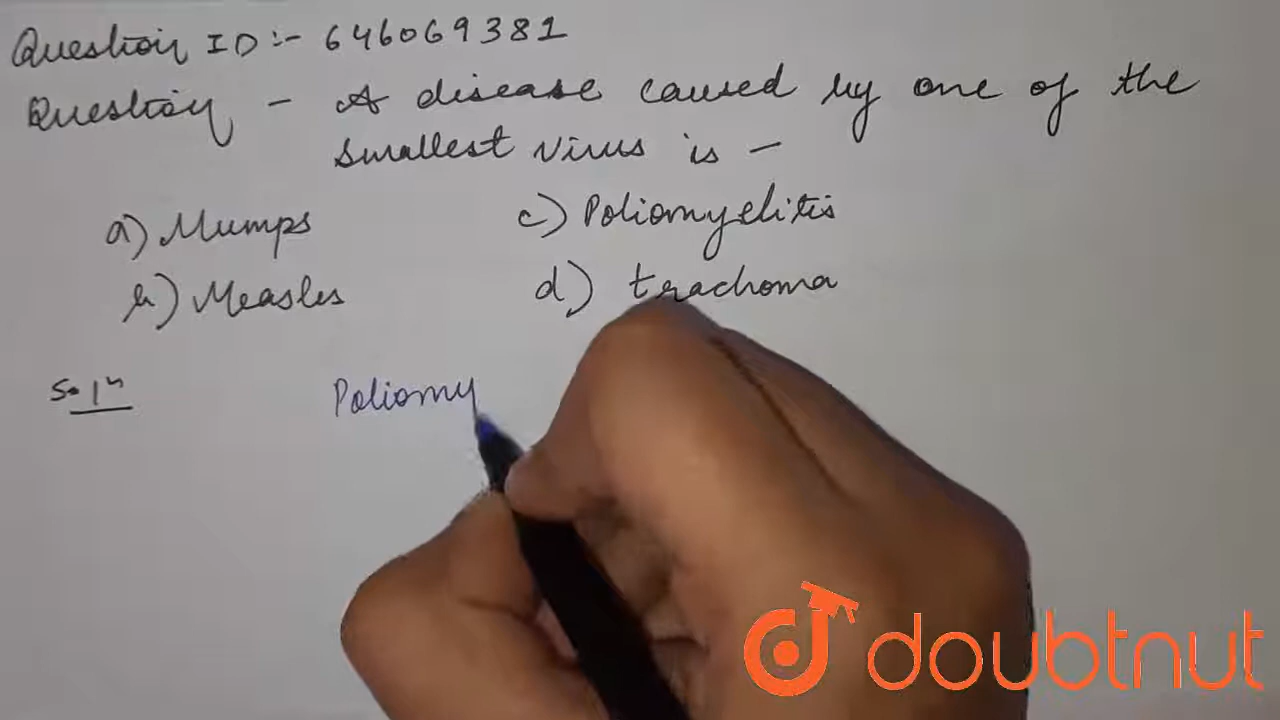 Question ID :- 646069381
Question - A disease caused by one of the
smallest virus is -
a) Mumps
b) Measles
c) Poliomyelitis
d) trachoma
Soln
Poliomy
doubtnut